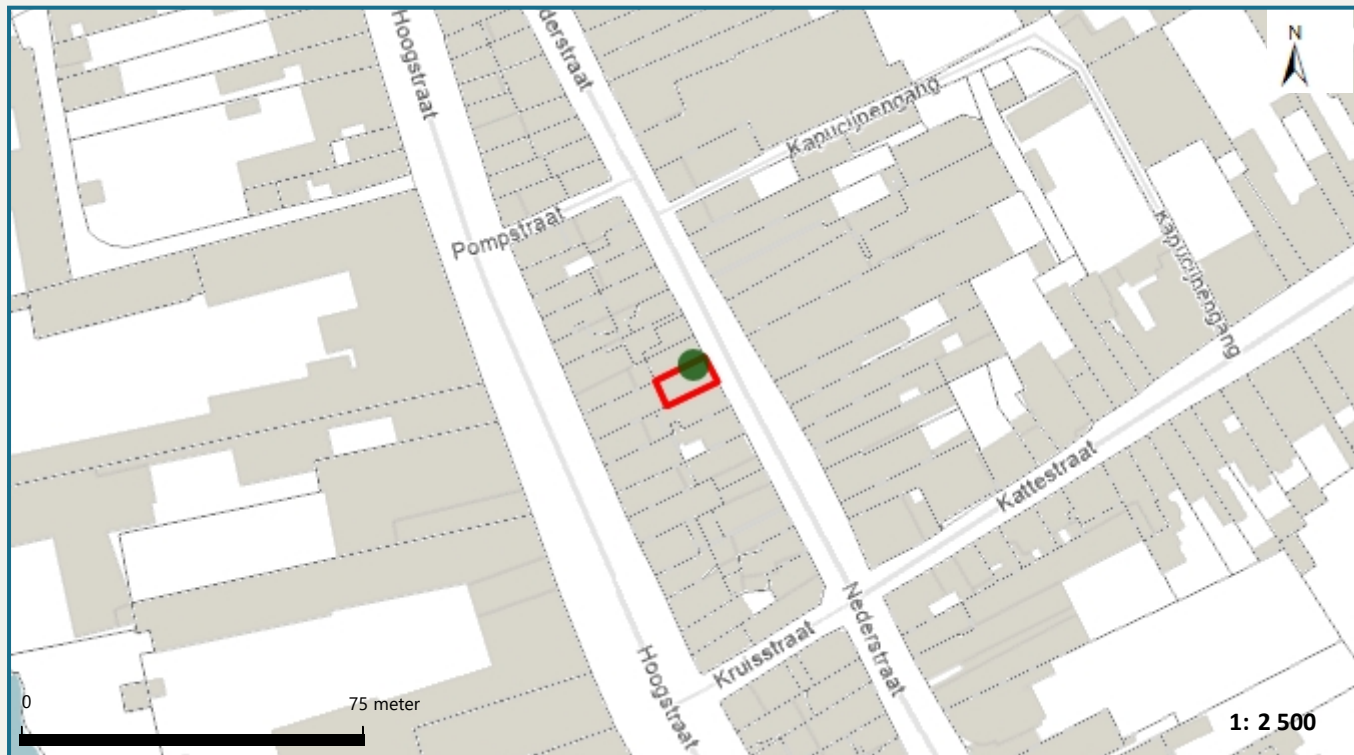 Hoogstraat
derstraat
N
Kapucijnengang
Pompstraat
Kapucijnengang
Kattestraat
Nederstraat
Kruisstraat
Hoogstraat
0
75 meter
1: 2 500